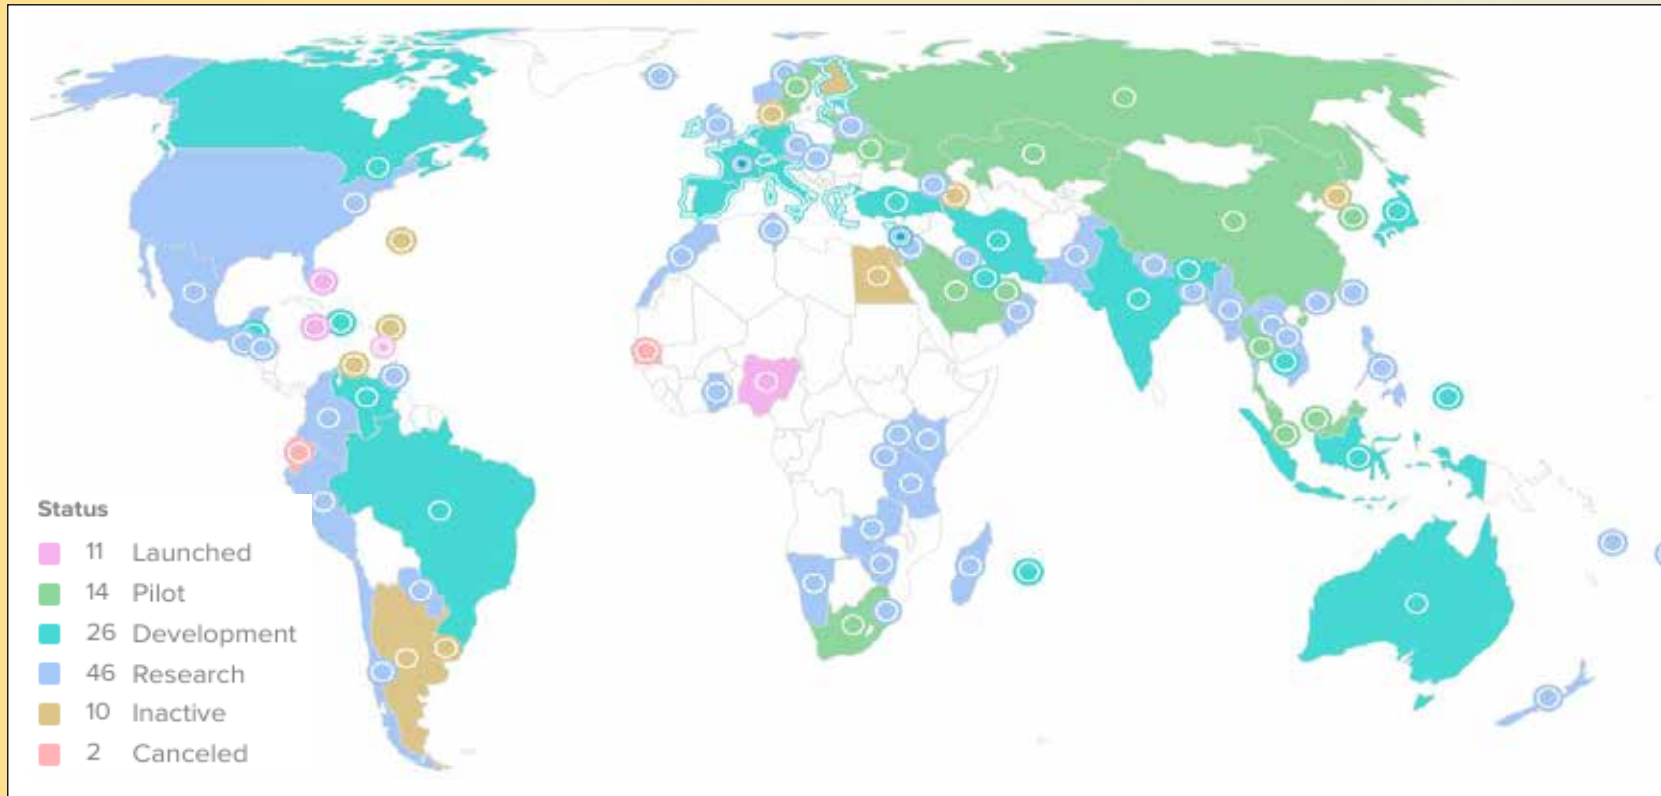 Status
11 Launched
14 Pilot
26 Development
46 Research
10 Inactive
2 Canceled